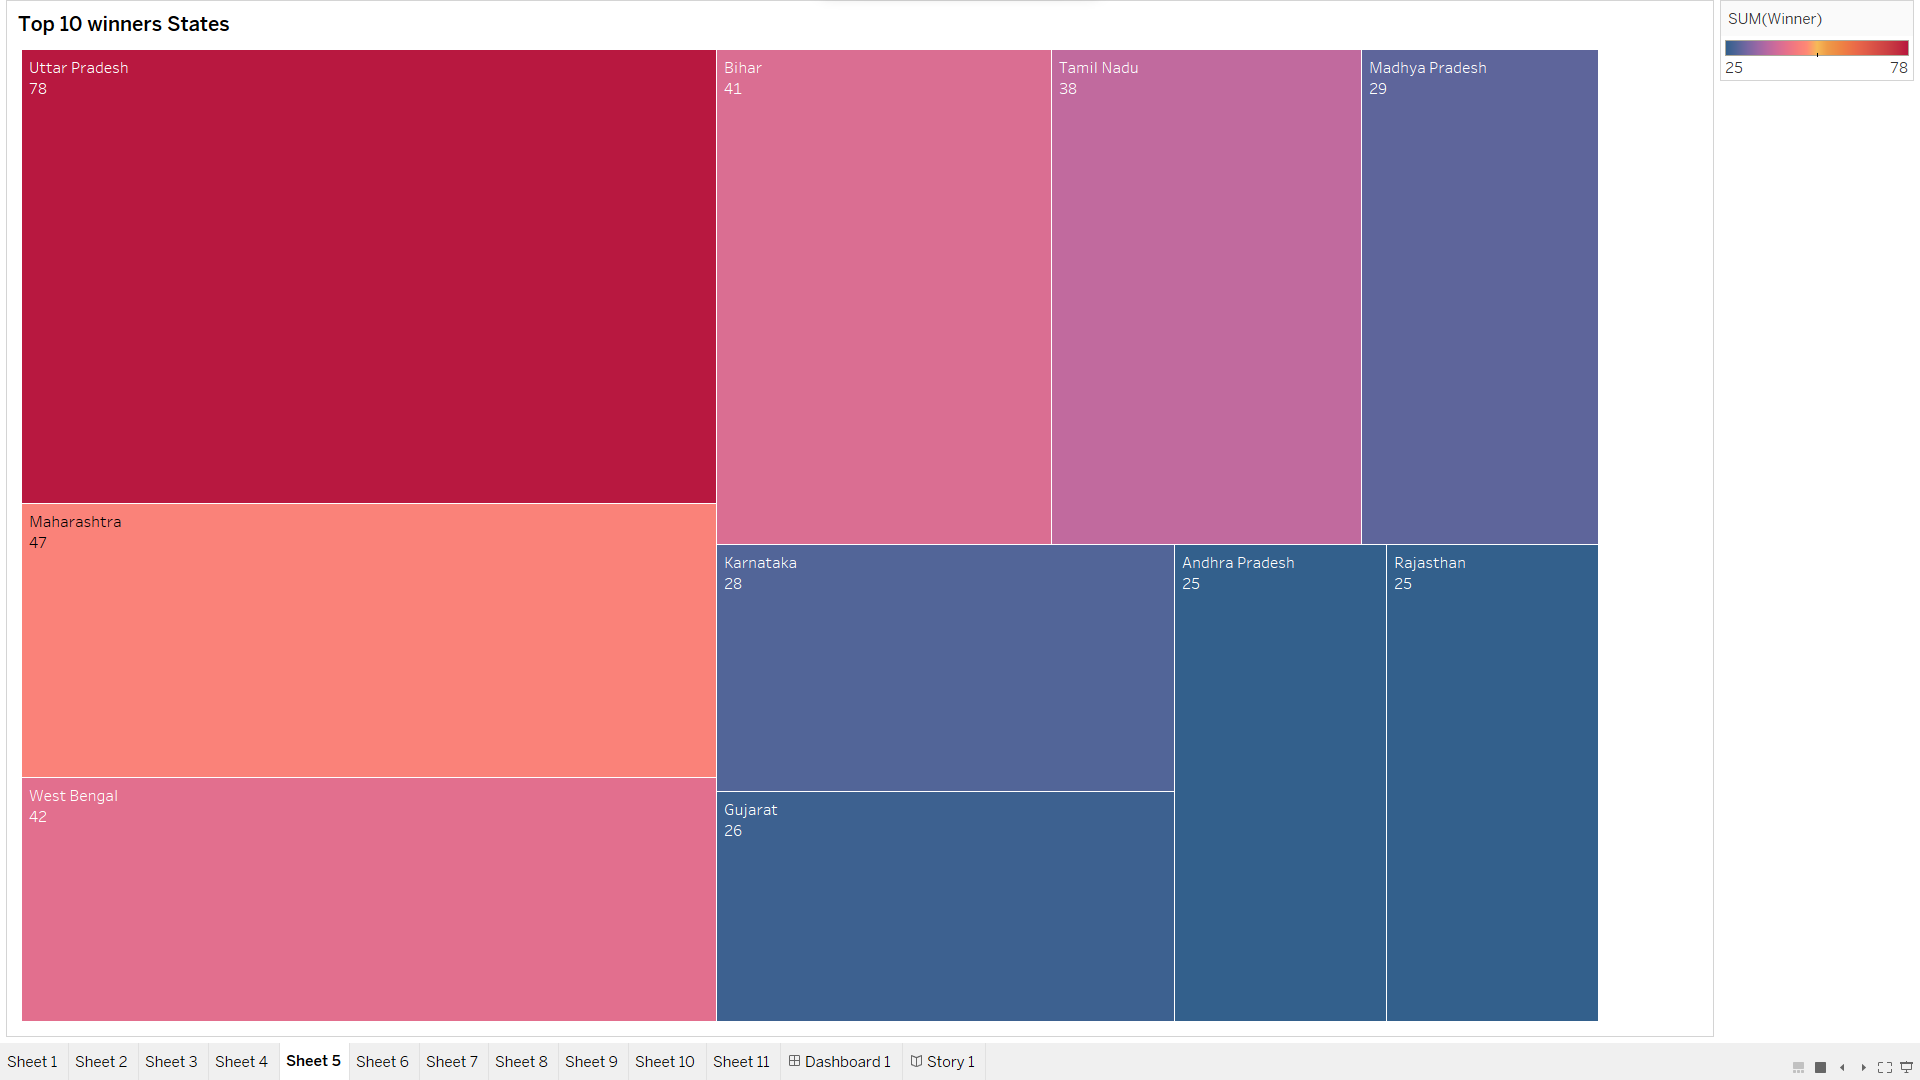 Top 10 winners States
SUM(Winner)
25 78
Uttar Pradesh
78
Bihar
41
Tamil Nadu
38
Madhya Pradesh
29
Maharashtra
47
Karnataka
28
Andhra Pradesh
25
Rajasthan
25
West Bengal
42
Gujarat
26
Sheet 1 Sheet 2 Sheet 3 Sheet 4 Sheet 5 Sheet 6 Sheet 7 Sheet 8 Sheet 9 Sheet 10 Sheet 11 Dashboard 1 Story 1